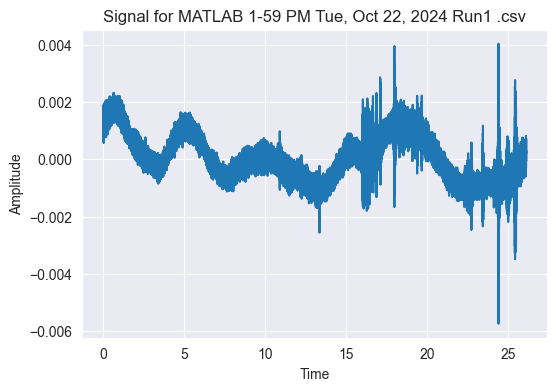 Signal for MATLAB 1-59 PM Tue, Oct 22, 2024 Run1 .csv
0.004
0.002
0.000
−0.002
−0.004
−0.006
Amplitude
0 5 10 15 20 25
Time